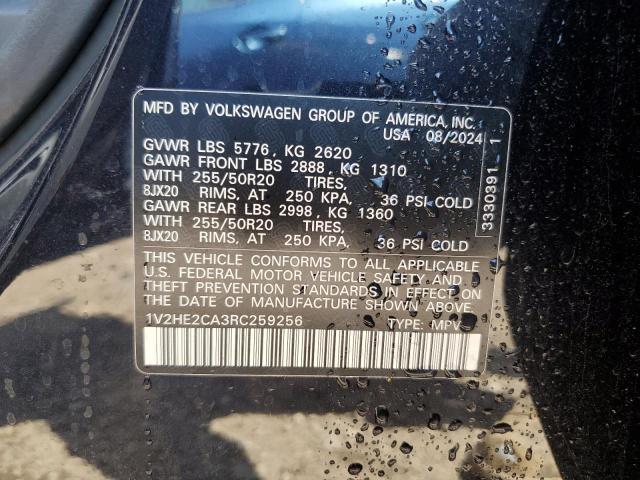 MFD BY VOLKSWAGEN GROUP OF AMERICA, INC.
USA 08/2024
GVWR LBS 5776, KG 2620
GAWR FRONT LBS 2888, KG 1310
WITH 255/50R20 TIRES,
8JX20 RIMS, AT 250 KPA, 36 PSI COLD
GAWR REAR LBS 2998, KG 1360
WITH 255/50R20 TIRES,
8JX20 RIMS, AT 250 KPA, 36 PSI COLD
THIS VEHICLE CONFORMS TO ALL APPLICABLE
U.S. FEDERAL MOTOR VEHICLE SAFETY AND
THEFT PREVENTION STANDARDS IN EFFECT ON
THE DATE OF MANUFACTURE SHOWN ABOVE.
1V2HE2CA3RC259256 TYPE: MPV
3330391 1